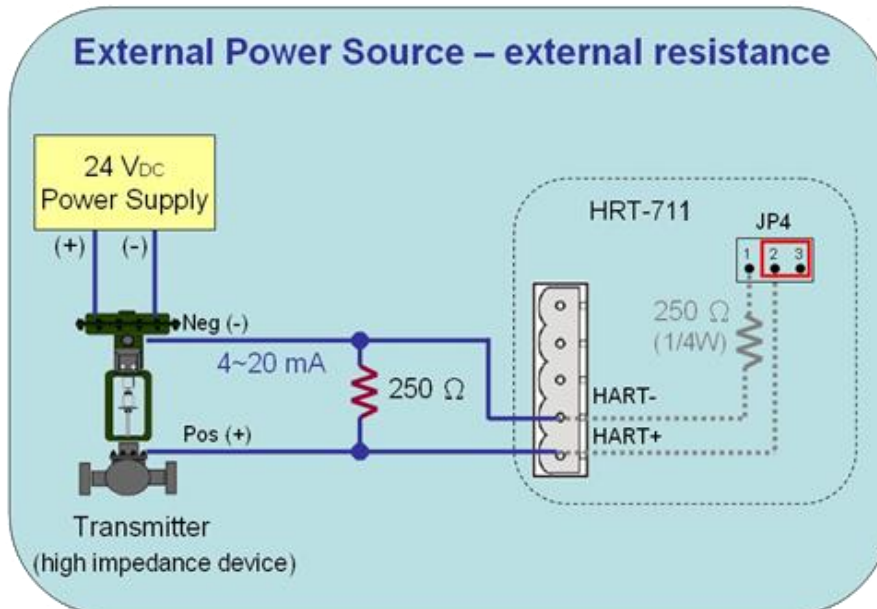 External Power Source – external resistance
24 VDC
Power Supply
(+)
(-)
HRT-711
JP4
1 2 3
Neg (-)
4~20 mA
250 Ω
250 Ω
(1/4W)
HART-
HART+
Pos (+)
Transmitter
(high impedance device)